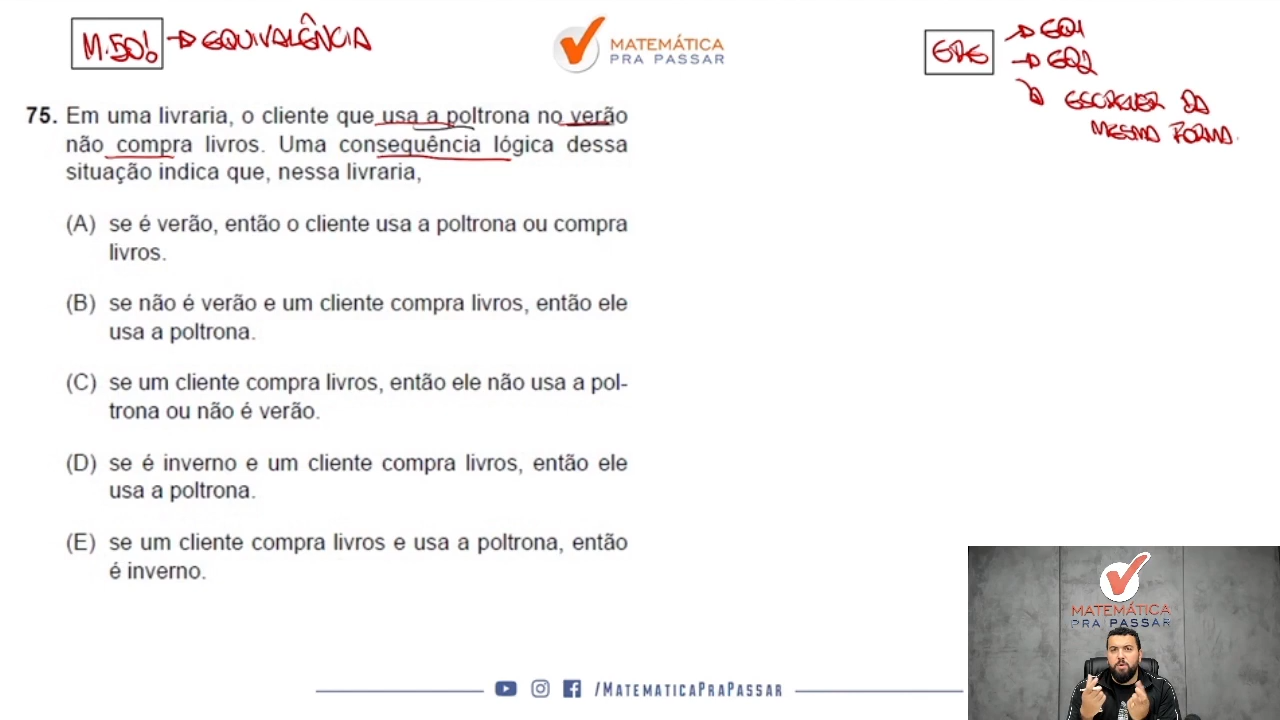 M.50! → EQUIVALÊNCIA
MATEMÁTICA
PRA PASSAR
→ EQ1
→ EQ2
ESCREVER DA
MESMA FORMA.
75. Em uma livraria, o cliente que usa a poltrona no verão
não compra livros. Uma consequência lógica dessa
situação indica que, nessa livraria,
(A) se é verão, então o cliente usa a poltrona ou compra
livros.
(B) se não é verão e um cliente compra livros, então ele
usa a poltrona.
(C) se um cliente compra livros, então ele não usa a pol-
trona ou não é verão.
(D) se é inverno e um cliente compra livros, então ele
usa a poltrona.
(E) se um cliente compra livros e usa a poltrona, então
é inverno.
MATEMÁTICA
PRA PASSAR
/MATEMATICAPRAPASSAR